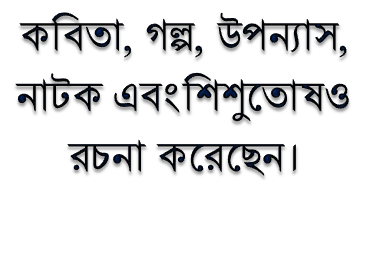 কবিতা, গল্প, উপন্যাস,
নাটক এবং শিশুতোষও
রচনা করেছেন।